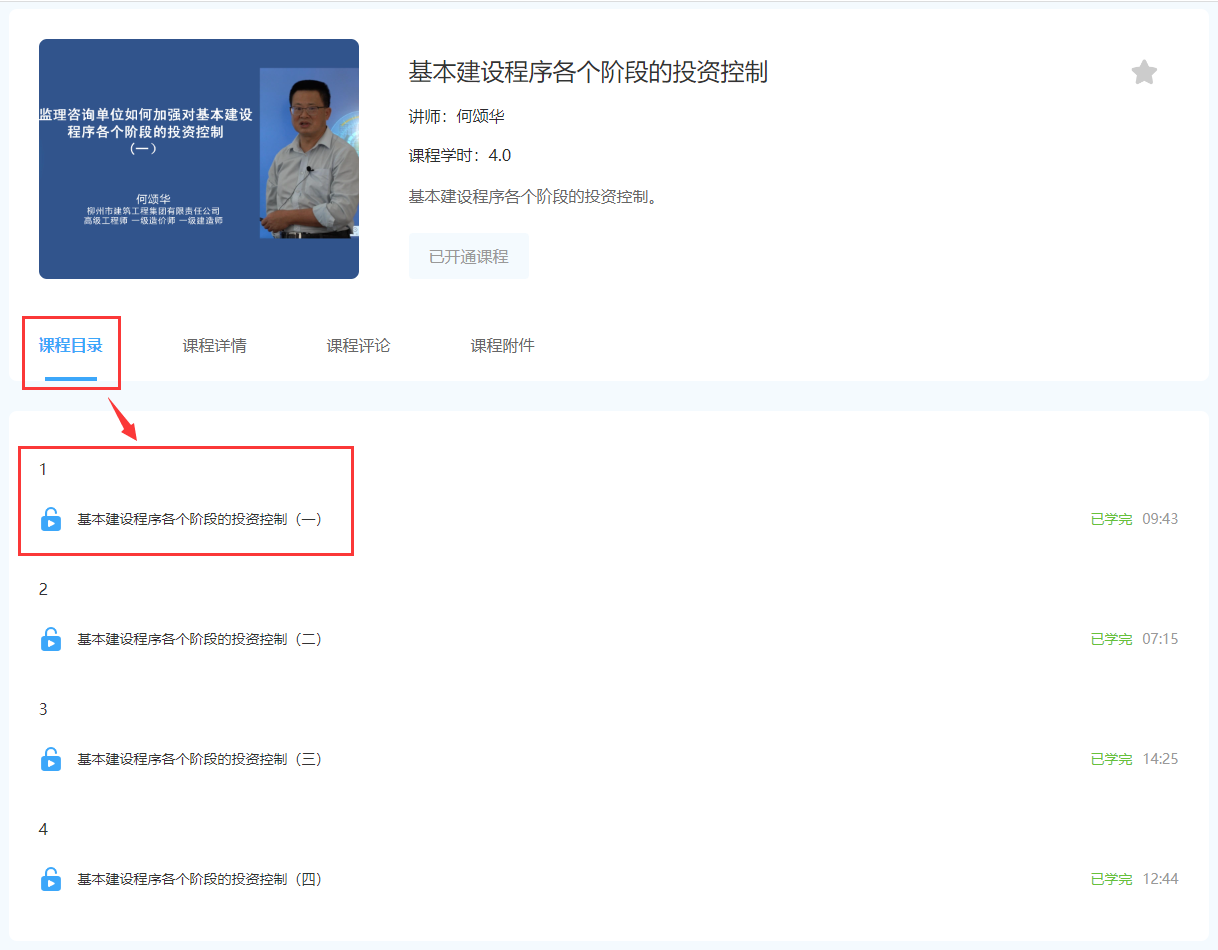 监理咨询单位如何加强对基本建设
程序各个阶段的投资控制
（一）
何颂华
柳州市建筑工程集团有限责任公司
高级工程师 一级造价师 一级建造师
基本建设程序各个阶段的投资控制
讲师：何颂华
课程学时：4.0
基本建设程序各个阶段的投资控制。
已开通课程
课程目录 课程详情 课程评论 课程附件
1
基本建设程序各个阶段的投资控制（一） 已学完 09:43
2
基本建设程序各个阶段的投资控制（二） 已学完 07:15
3
基本建设程序各个阶段的投资控制（三） 已学完 14:25
4
基本建设程序各个阶段的投资控制（四） 已学完 12:44